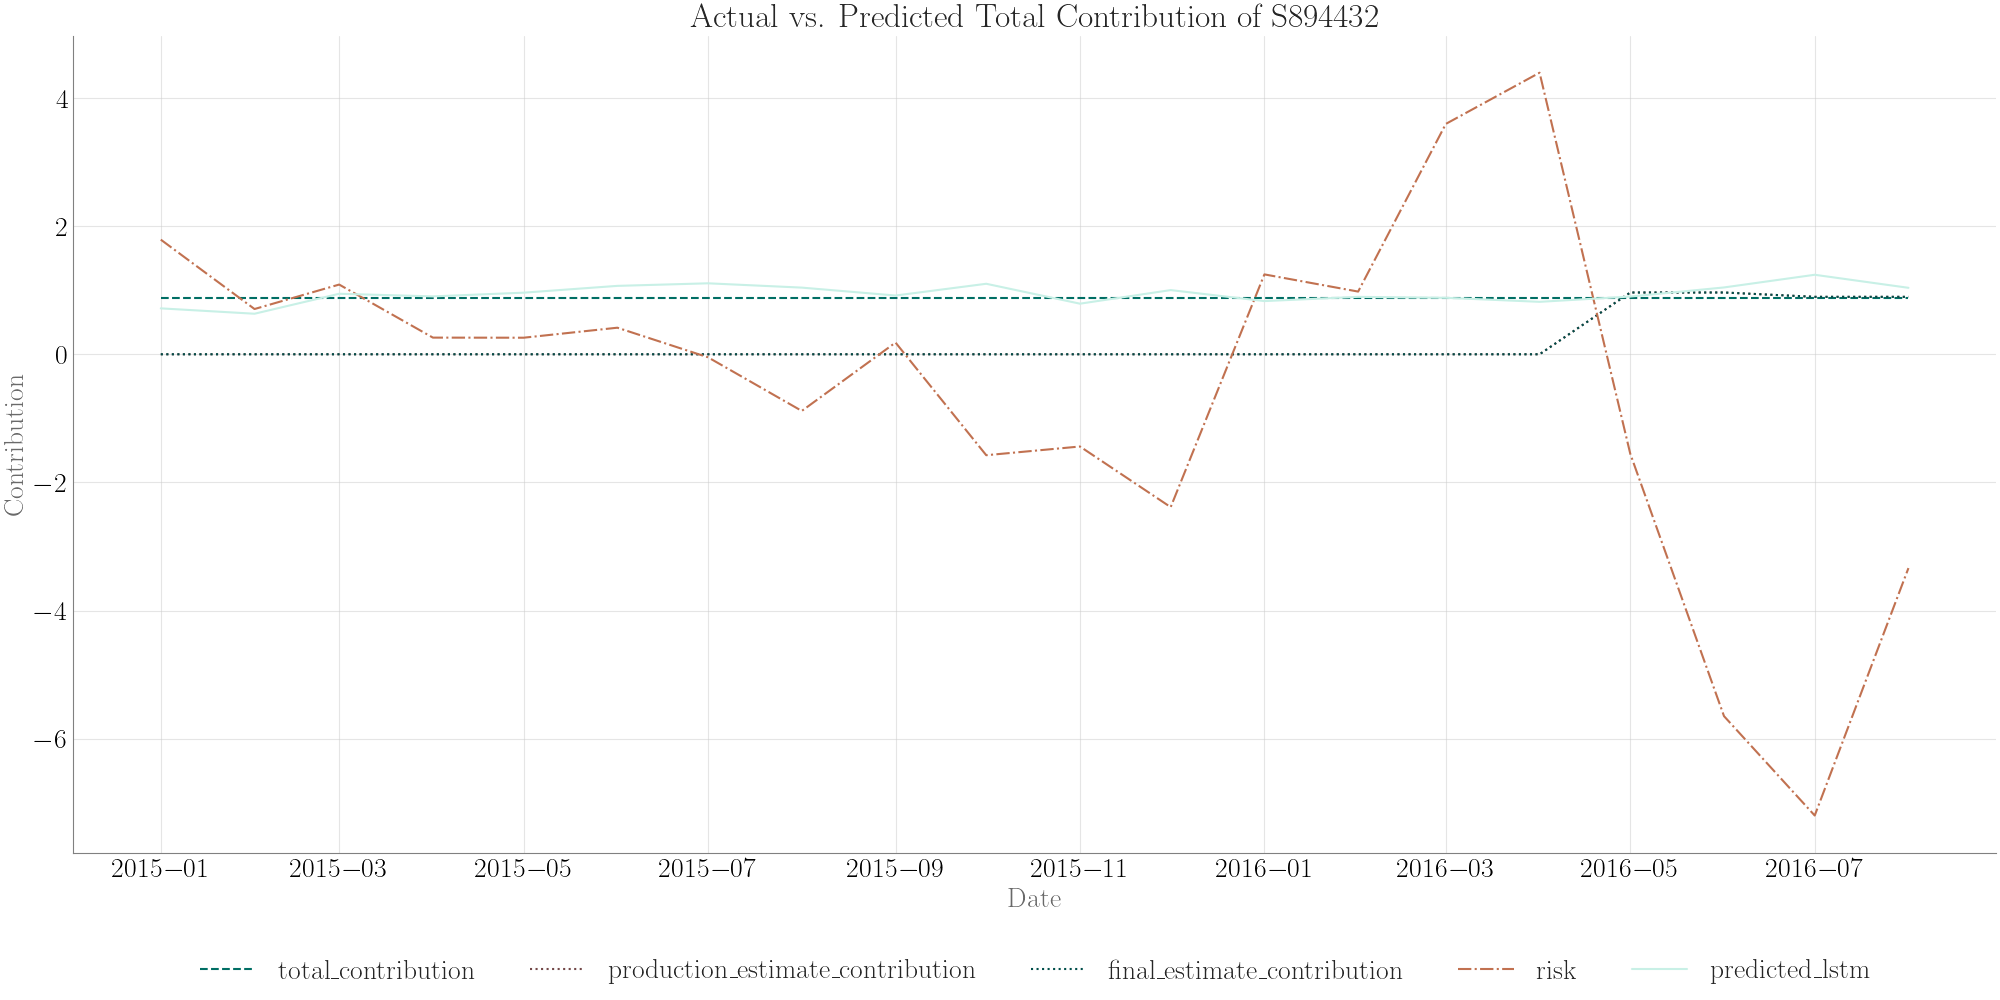 Actual vs. Predicted Total Contribution of S894432
4
2
0
−2
−4
−6
Contribution
2015−01 2015−03 2015−05 2015−07 2015−09 2015−11 2016−01 2016−03 2016−05 2016−07
Date
total_contribution production_estimate_contribution final_estimate_contribution risk predicted_lstm